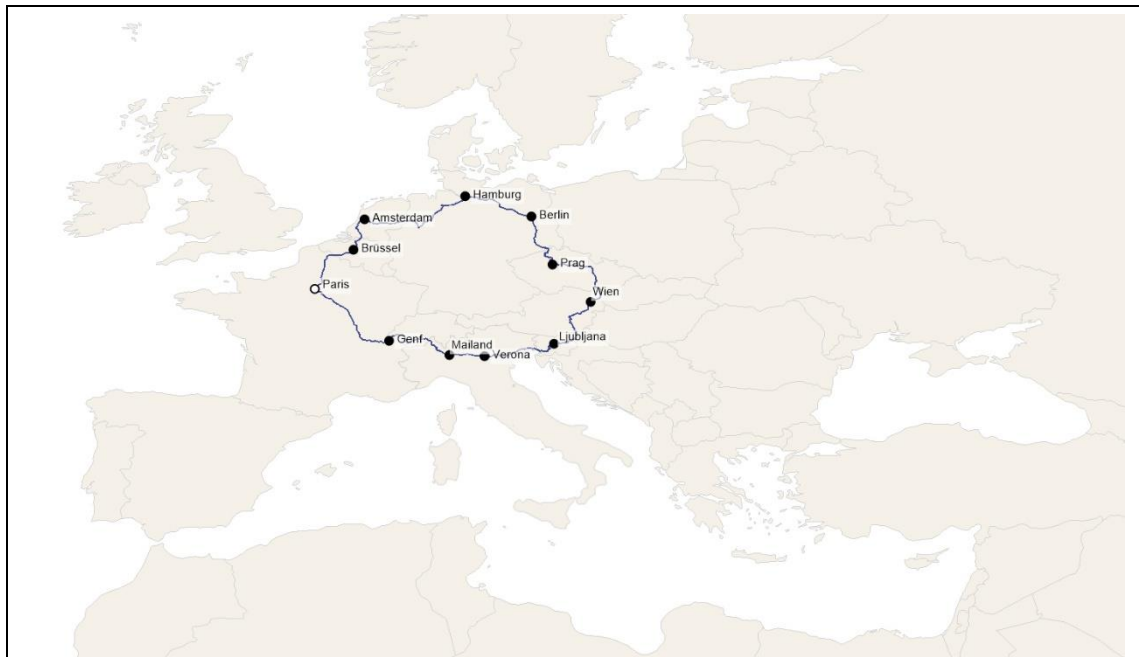 Hamburg
Amsterdam
Berlin
Brüssel
Prag
Paris
Wien
Genf
Mailand
Ljubljana
Verona